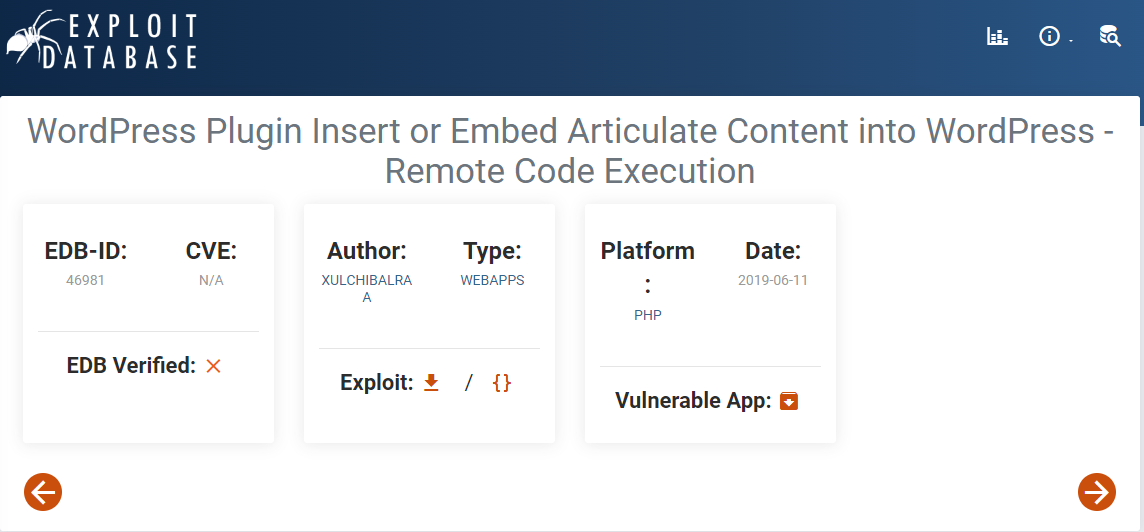 EXPLOIT
DATABASE
WordPress Plugin Insert or Embed Articulate Content into WordPress -
Remote Code Execution
EDB-ID:
46981
CVE:
N/A
EDB Verified:
Author:
XULCHIBALRA
A
Type:
WEBAPPS
Exploit: / {}
Platform
:
PHP
Date:
2019-06-11
Vulnerable App: